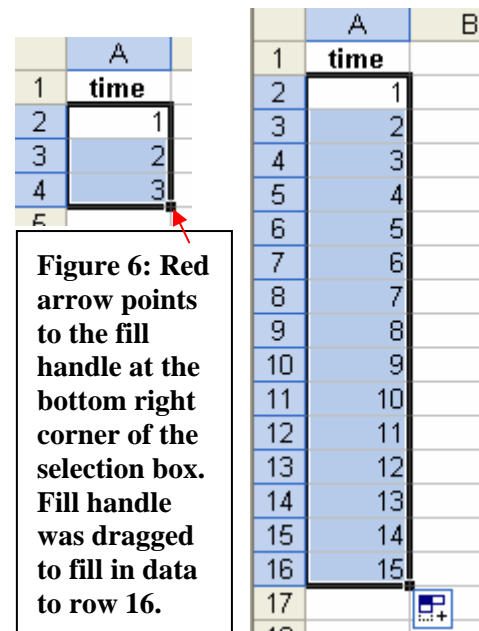 A
1 time
2 1
3 2
4 3
5
Figure 6: Red
arrow points
to the fill
handle at the
bottom right
corner of the
selection box.
Fill handle
was dragged
to fill in data
to row 16.
A B
1 time
2 1
3 2
4 3
5 4
6 5
7 6
8 7
9 8
10 9
11 10
12 11
13 12
14 13
15 14
16 15
17